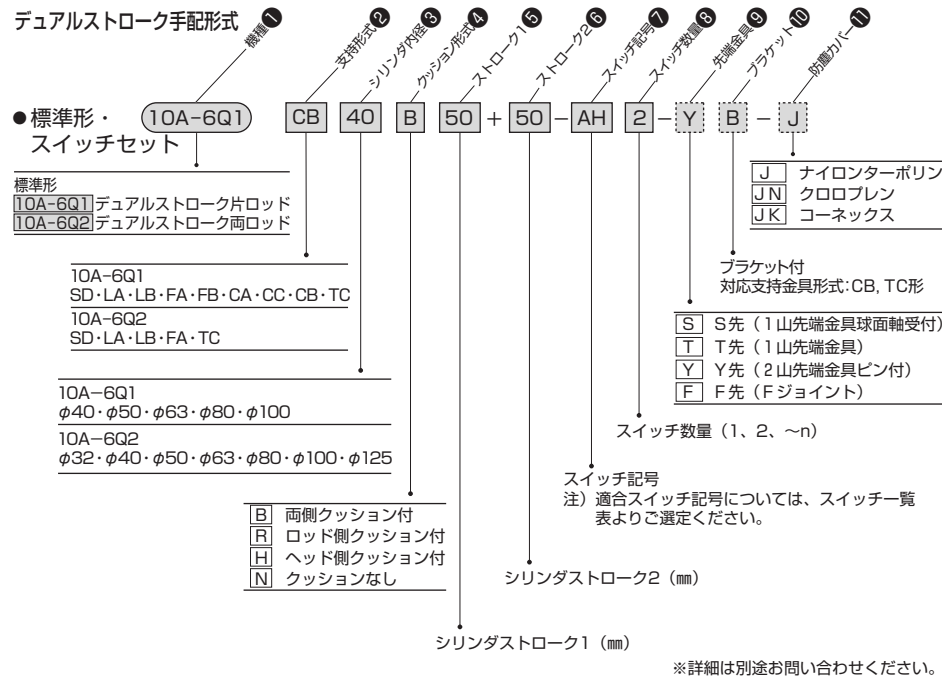 デュアルストローク手配形式
機種❶
支持形式❷
シリンダ内径❸
クッション形式❹
ストローク1❺
ストローク2❻
スイッチ記号❼
スイッチ数量❽
先端金具❾
ブラケット❿
防塵カバー⓫
●標準形・
スイッチセット
10A-6Q1 CB 40 B 50 + 50 - AH 2 - Y B - J
標準形
10A-6Q1 デュアルストローク片ロッド
10A-6Q2 デュアルストローク両ロッド
J ナイロンターポリン
JN クロロプレン
JK コーネックス
10A-6Q1
SD・LA・LB・FA・FB・CA・CC・CB・TC
10A-6Q2
SD・LA・LB・FA・TC
ブラケット付
対応支持金具形式:CB, TC形
S S先(1山先端金具球面軸受付)
T T先(1山先端金具)
Y Y先(2山先端金具ピン付)
F F先(Fジョイント)
10A-6Q1
φ40・φ50・φ63・φ80・φ100
10A-6Q2
φ32・φ40・φ50・φ63・φ80・φ100・φ125
スイッチ数量(1、2、~n)
スイッチ記号
注)適合スイッチ記号については、スイッチ一覧
表よりご選定ください。
B 両側クッション付
R ロッド側クッション付
H ヘッド側クッション付
N クッションなし
シリンダストローク2(㎜)
シリンダストローク1(㎜)
※詳細は別途お問い合わせください。